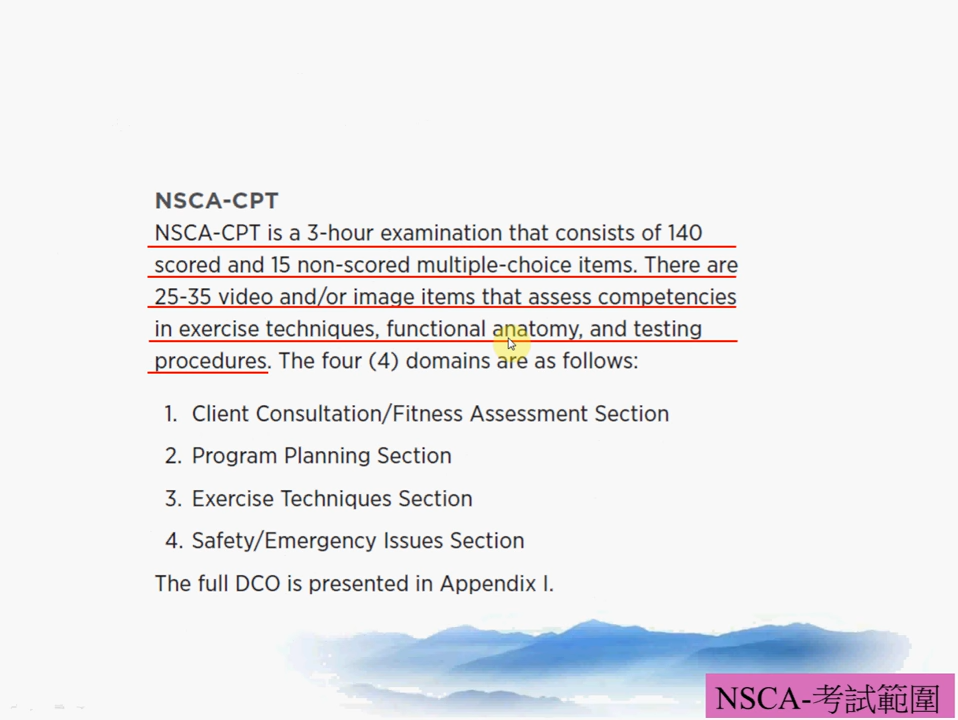 NSCA-CPT
NSCA-CPT is a 3-hour examination that consists of 140
scored and 15 non-scored multiple-choice items. There are
25-35 video and/or image items that assess competencies
in exercise techniques, functional anatomy, and testing
procedures. The four (4) domains are as follows:
1. Client Consultation/Fitness Assessment Section
2. Program Planning Section
3. Exercise Techniques Section
4. Safety/Emergency Issues Section
The full DCO is presented in Appendix I.
NSCA-考試範圍